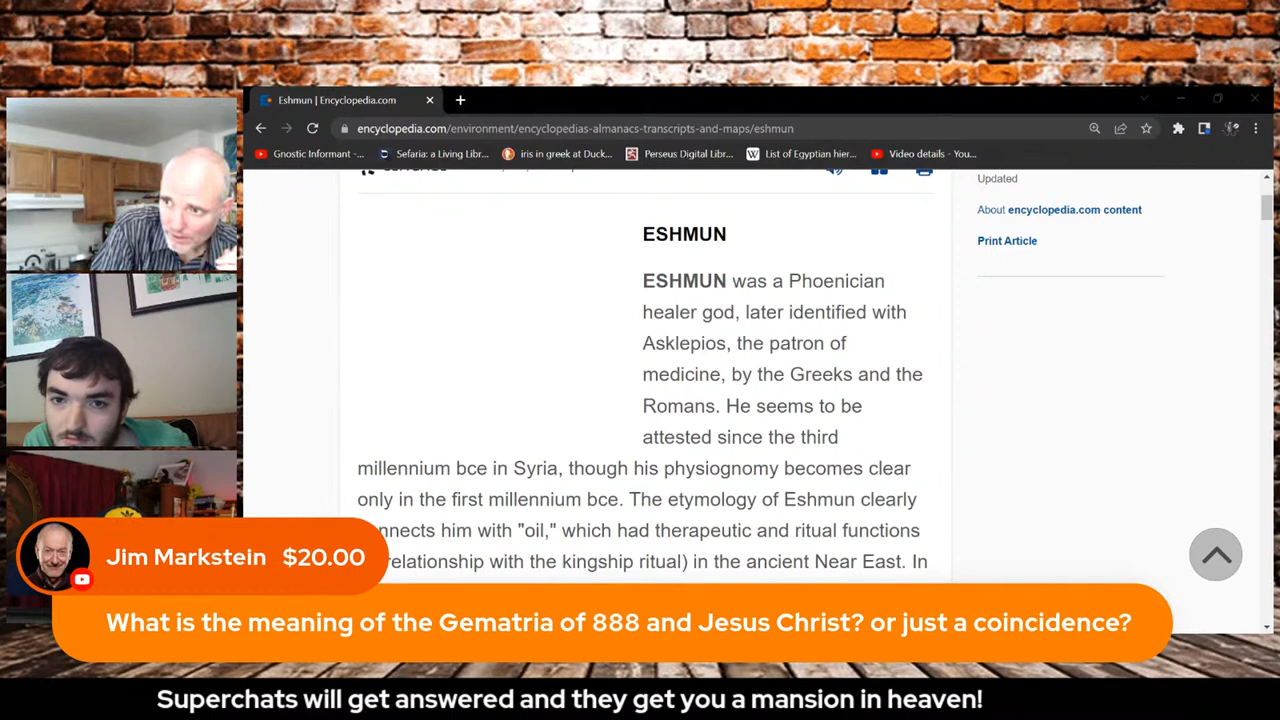 Eshmun | Encyclopedia.com
encyclopedia.com/environment/encyclopedias-almanacs-transcripts-and-maps/eshmun
Gnostic Informant -... Sefaria: a Living Libr... iris in greek at Duck... Perseus Digital Libr... List of Egyptian hier... Video details - You...
Updated
About encyclopedia.com content
Print Article
ESHMUN
ESHMUN was a Phoenician
healer god, later identified with
Asklepios, the patron of
medicine, by the Greeks and the
Romans. He seems to be
attested since the third
millennium bce in Syria, though his physiognomy becomes clear
only in the first millennium bce. The etymology of Eshmun clearly
him with "oil," which had therapeutic and ritual functions
relationship with the kingship ritual) in the ancient Near East. In
Jim Markstein $20.00
What is the meaning of the Gematria of 888 and Jesus Christ? or just a coincidence?
Superchats will get answered and they get you a mansion in heaven!